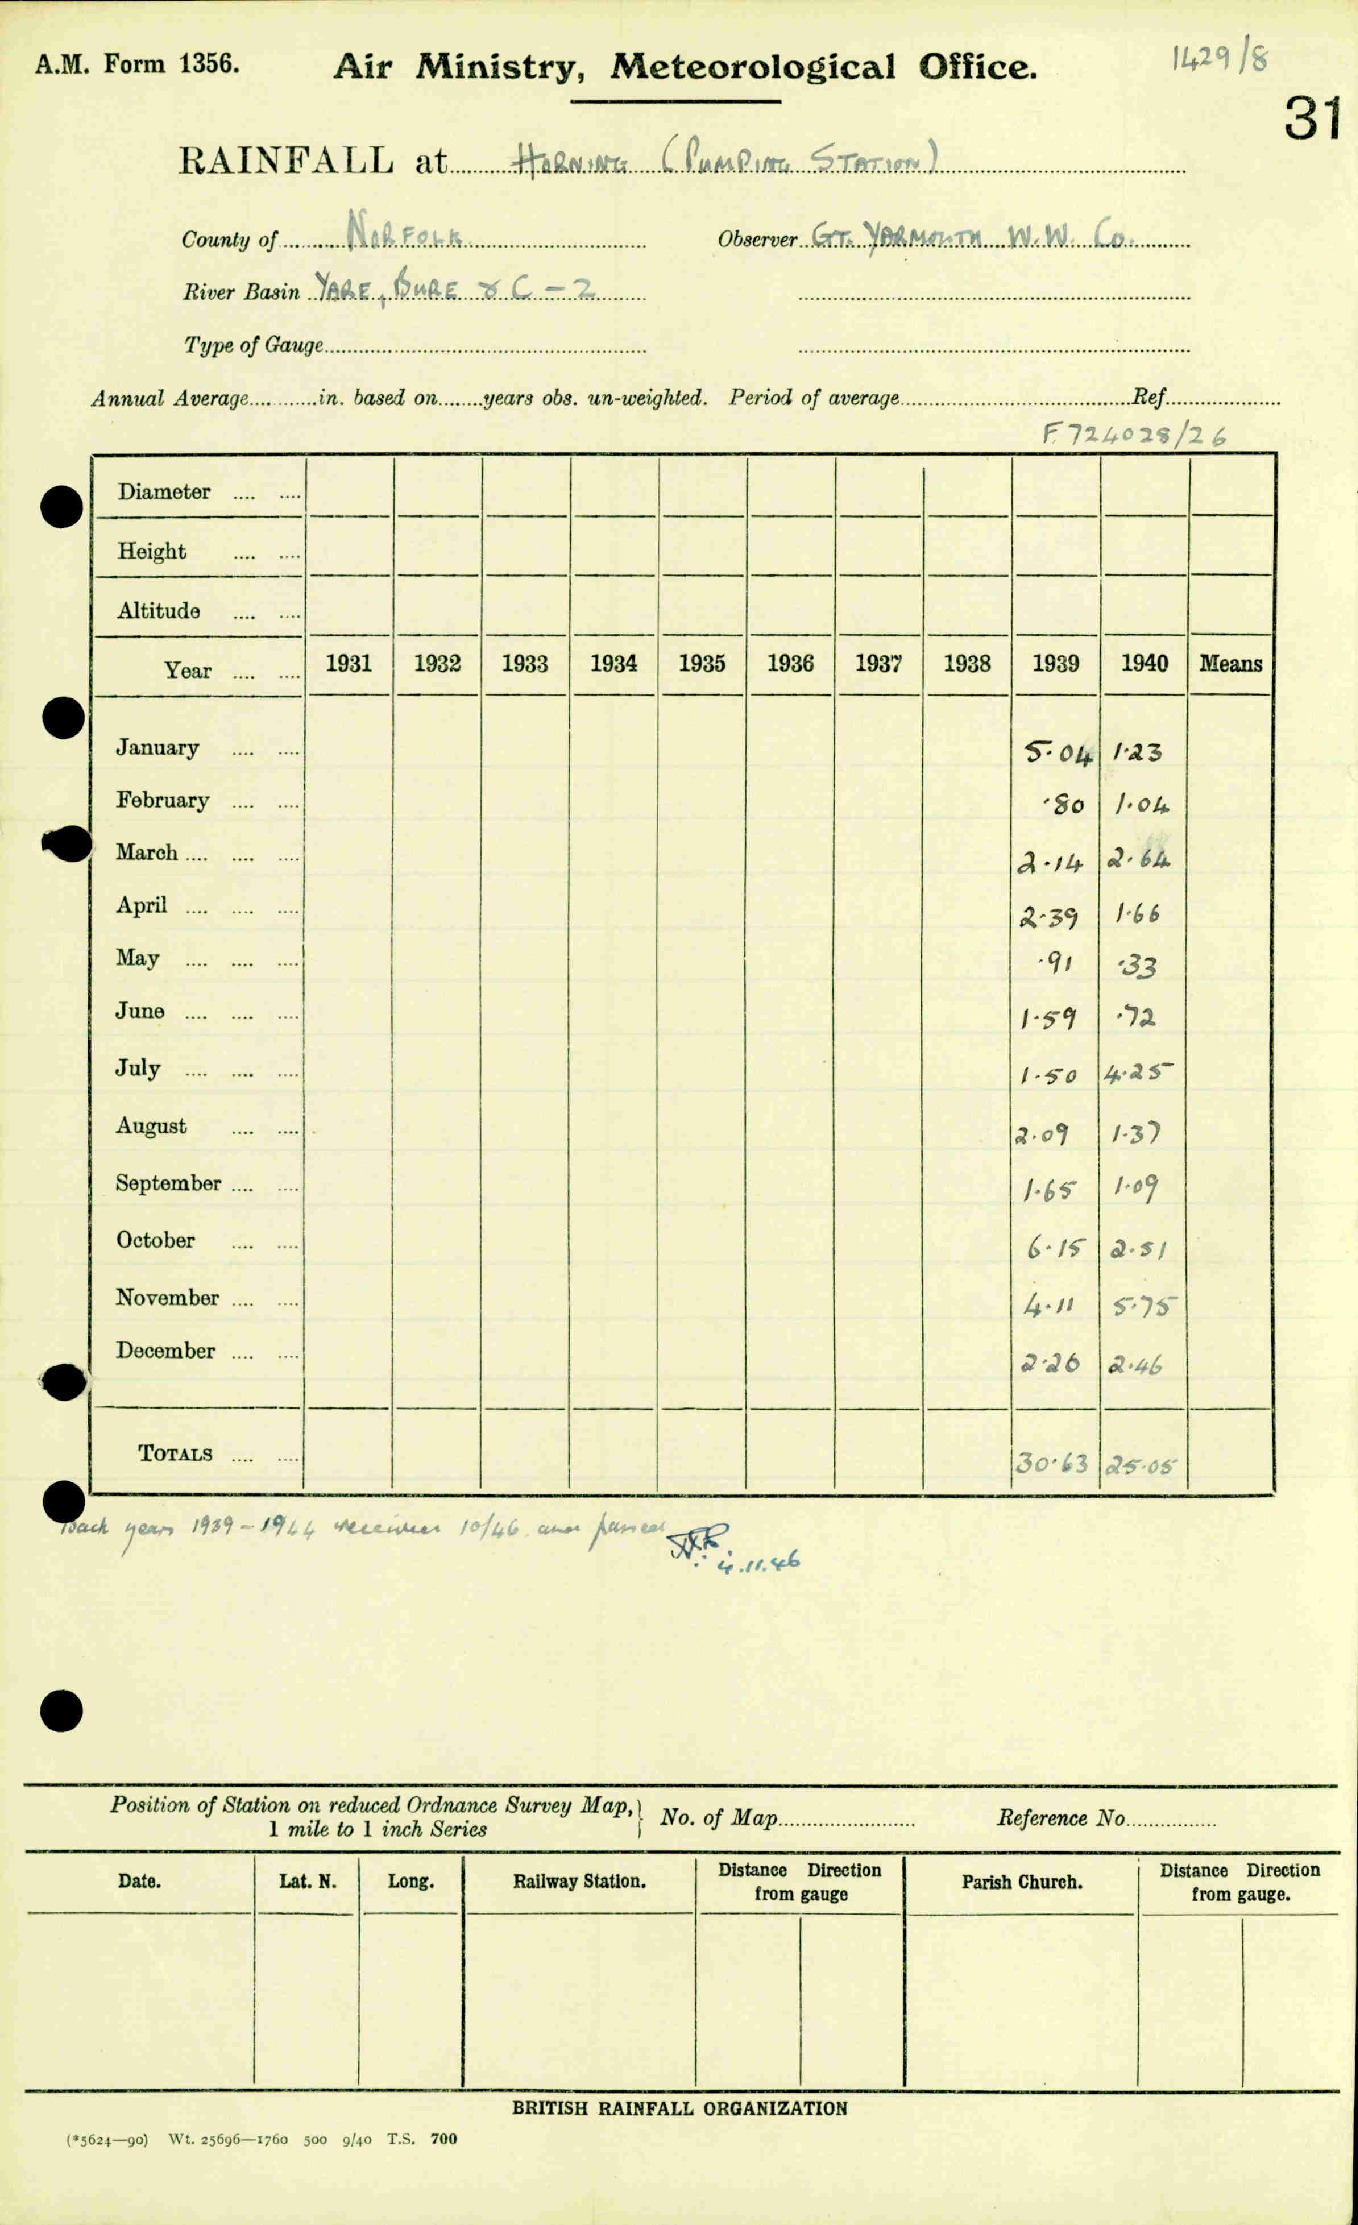 A.M. Form 1356. Air Ministry, Meteorological Office. 1429/8
31
RAINFALL at HORNING (PUMPING STATION)
County of NORFOLK Observer GT. YARMOUTH W.W. Co.
River Basin YARE, BURE & C - 2
Type of Gauge
Annual Average in. based on years obs. un-weighted. Period of average Ref
F.724028/26
Diameter
Height
Altitude
Year 1931 1932 1933 1934 1935 1936 1937 1938 1939 1940 Means
January 5.04 1.23
February .80 1.04
March 2.14 2.64
April 2.39 1.66
May .91 .33
June 1.59 .72
July 1.50 4.25
August 2.09 1.37
September 1.65 1.09
October 6.15 2.51
November 4.11 5.75
December 2.26 2.46
TOTALS 30.63 25.05
Back years 1939-1944 received 10/46 and passed
4.11.46
Position of Station on reduced Ordnance Survey Map, } No. of Map Reference No
1 mile to 1 inch Series
Date. Lat. N. Long. Railway Station. Distance Direction from gauge Parish Church. Distance Direction from gauge.
BRITISH RAINFALL ORGANIZATION
(*5624—90) Wt. 25696—1760 500 9/40 T.S. 700